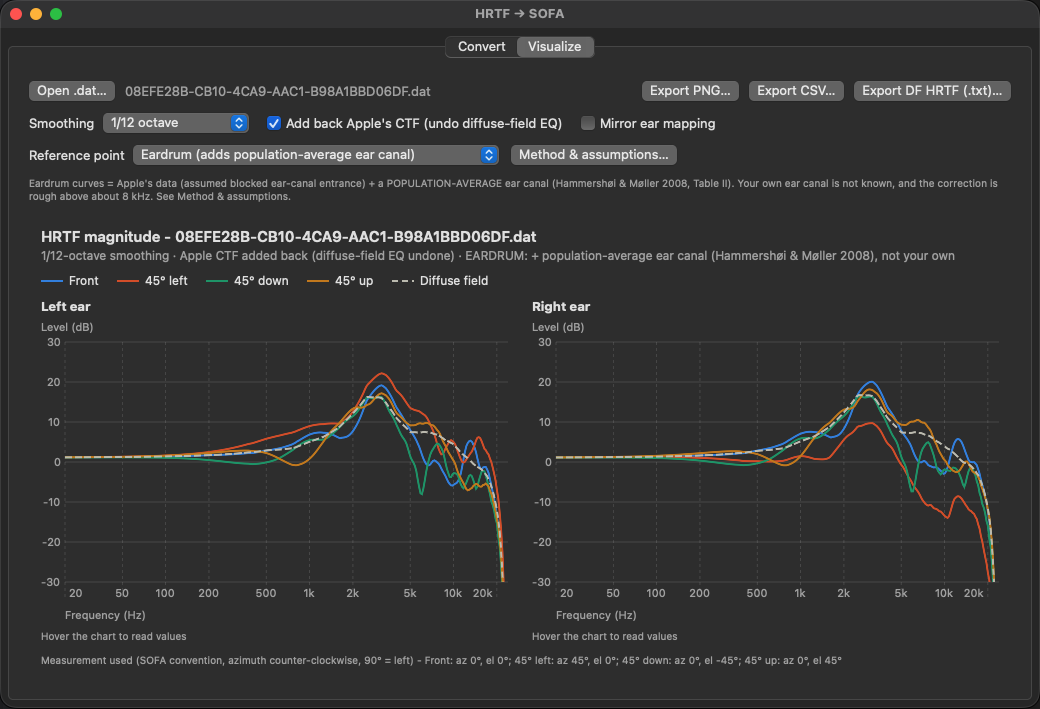 HRTF → SOFA
Convert Visualize
Open .dat... 08EFE28B-CB10-4CA9-AAC1-B98A1BBD06DF.dat Export PNG... Export CSV... Export DF HRTF (.txt)...
Smoothing 1/12 octave Add back Apple's CTF (undo diffuse-field EQ) Mirror ear mapping
Reference point Eardrum (adds population-average ear canal) Method & assumptions...
Eardrum curves = Apple's data (assumed blocked ear-canal entrance) + a POPULATION-AVERAGE ear canal (Hammershøi & Møller 2008, Table II). Your own ear canal is not known, and the correction is
rough above about 8 kHz. See Method & assumptions.
HRTF magnitude - 08EFE28B-CB10-4CA9-AAC1-B98A1BBD06DF.dat
1/12-octave smoothing · Apple CTF added back (diffuse-field EQ undone) · EARDRUM: + population-average ear canal (Hammershøi & Møller 2008), not your own
Front 45° left 45° down 45° up Diffuse field
Left ear
Level (dB)
30
20
10
0
-10
-20
-30
20 50 100 200 500 1k 2k 5k 10k 20k
Frequency (Hz)
Hover the chart to read values
Right ear
Level (dB)
30
20
10
0
-10
-20
-30
20 50 100 200 500 1k 2k 5k 10k 20k
Frequency (Hz)
Hover the chart to read values
Measurement used (SOFA convention, azimuth counter-clockwise, 90° = left) - Front: az 0°, el 0°; 45° left: az 45°, el 0°; 45° down: az 0°, el -45°; 45° up: az 0°, el 45°